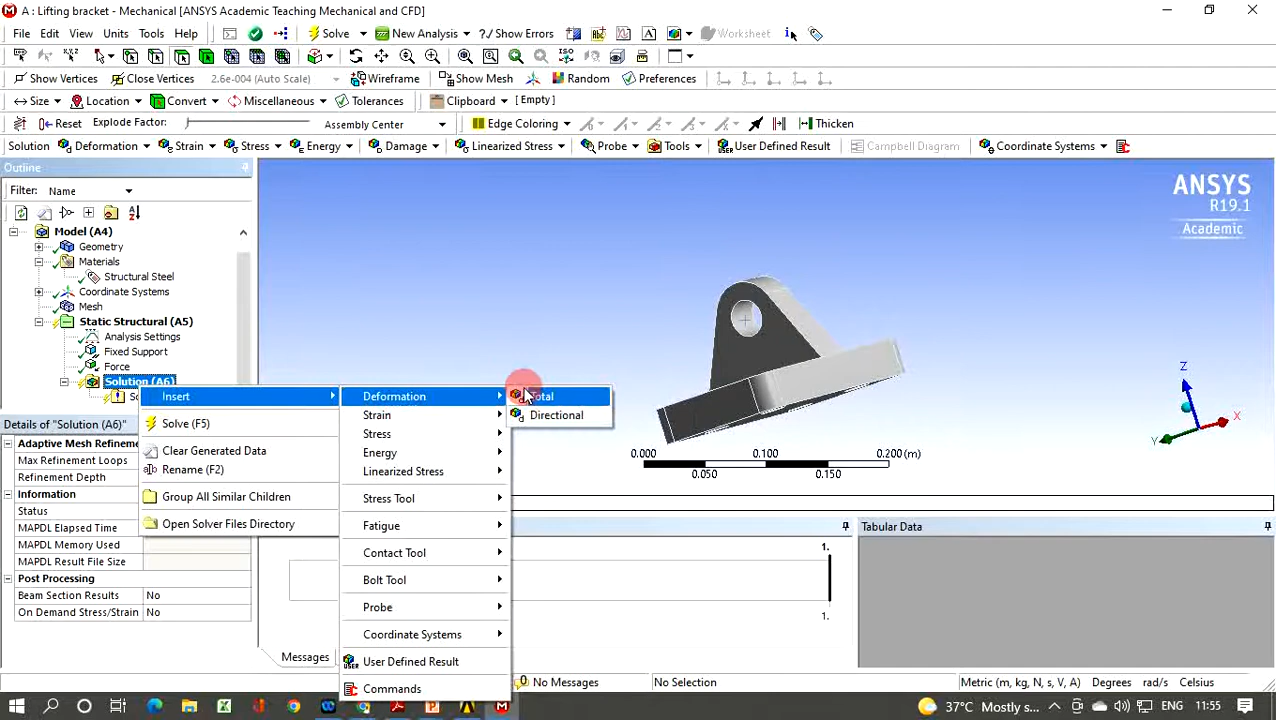 A : Lifting bracket - Mechanical [ANSYS Academic Teaching Mechanical and CFD]
File Edit View Units Tools Help Solve New Analysis ?/ Show Errors Worksheet
Show Vertices Close Vertices 2.6e-004 (Auto Scale) Wireframe Show Mesh Random Preferences
Size Location Convert Miscellaneous Tolerances Clipboard [ Empty ]
Reset Explode Factor: Assembly Center Edge Coloring Thicken
Solution Deformation Strain Stress Energy Damage Linearized Stress Probe Tools User Defined Result Campbell Diagram Coordinate Systems
Outline
Filter: Name
Model (A4)
Geometry
Materials
Structural Steel
Coordinate Systems
Mesh
Static Structural (A5)
Analysis Settings
Fixed Support
Force
Solution (A6)
Insert
Solve (F5)
Clear Generated Data
Rename (F2)
Group All Similar Children
Open Solver Files Directory
Deformation
Strain
Stress
Energy
Linearized Stress
Stress Tool
Fatigue
Contact Tool
Bolt Tool
Probe
Coordinate Systems
User Defined Result
Commands
Total
Directional
Details of "Solution (A6)"
Adaptive Mesh Refineme
Max Refinement Loops
Refinement Depth
Information
Status
MAPDL Elapsed Time
MAPDL Memory Used
MAPDL Result File Size
Post Processing
Beam Section Results No
On Demand Stress/Strain No
ANSYS
R19.1
Academic
Z
X
Y
0.000 0.100 0.200 (m)
0.050 0.150
Tabular Data
1.
1.
Messages
No Messages No Selection Metric (m, kg, N, s, V, A) Degrees rad/s Celsius
37°C Mostly s... ENG 11:55